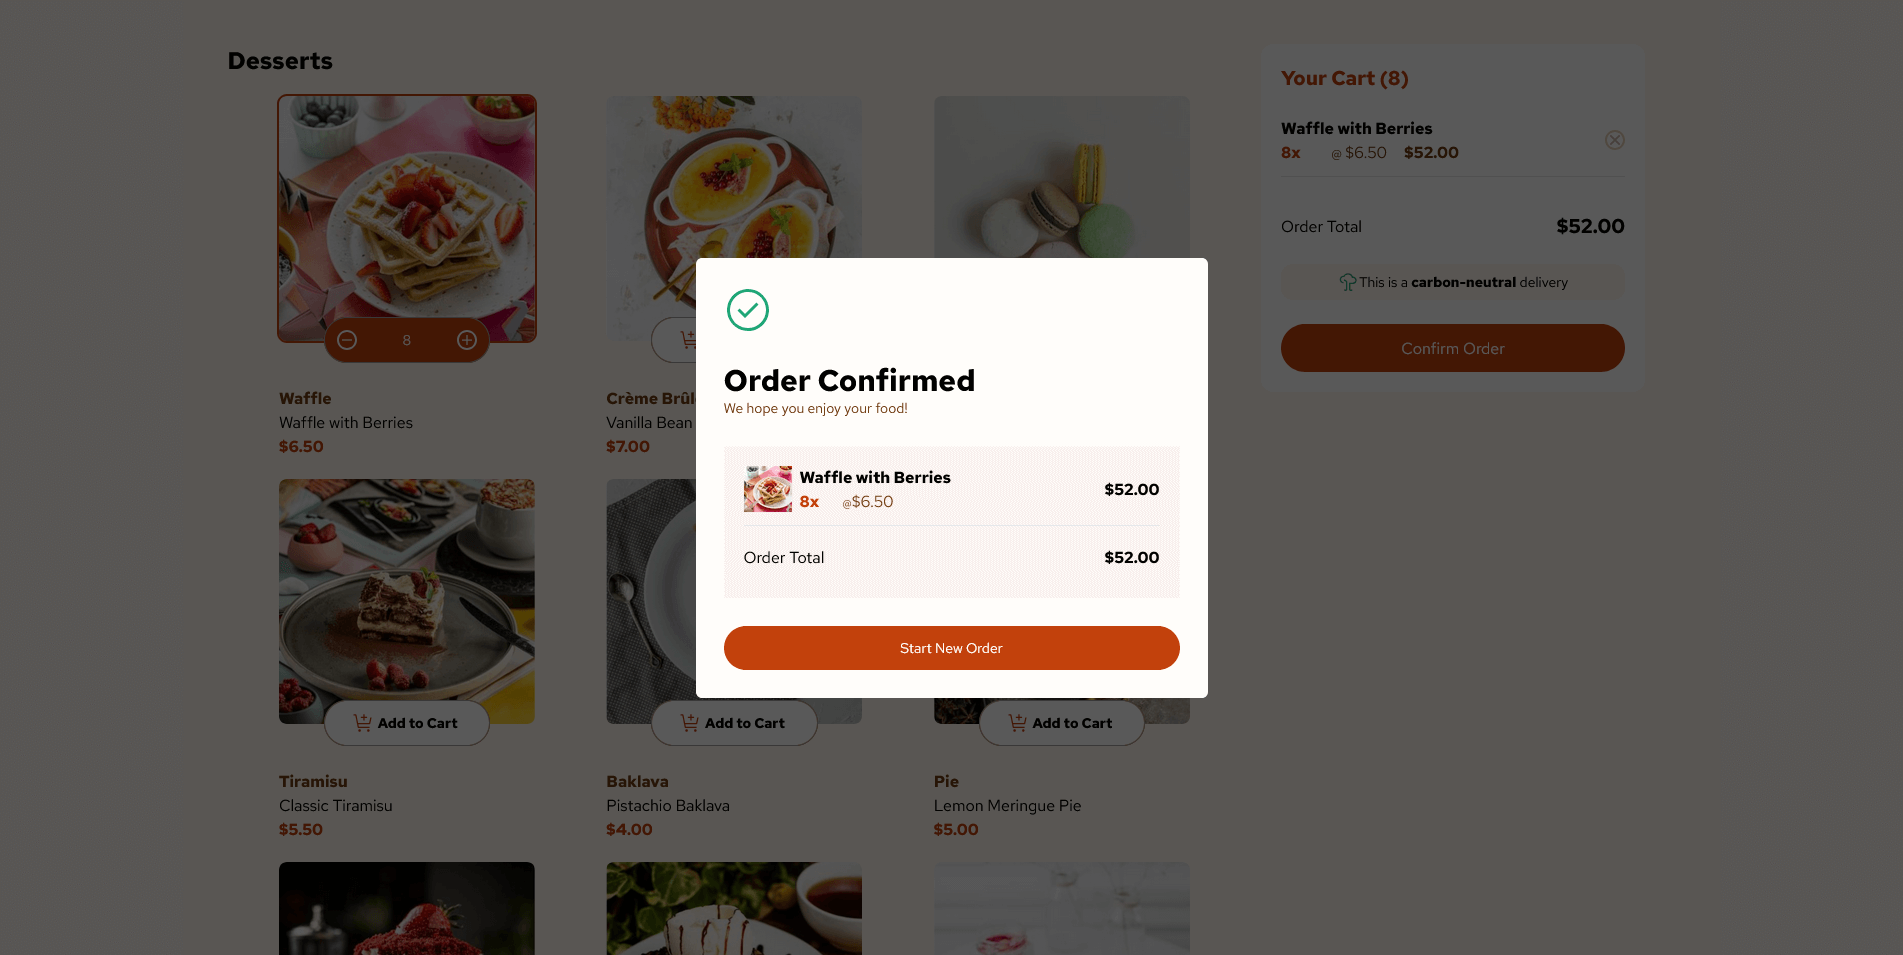 Desserts
8
Waffle
Waffle with Berries
$6.50
Crème Brûl
Vanilla Bean
$7.00
Add to Cart
Tiramisu
Classic Tiramisu
$5.50
Add to Cart
Baklava
Pistachio Baklava
$4.00
Add to Cart
Pie
Lemon Meringue Pie
$5.00
Your Cart (8)
Waffle with Berries
8x @ $6.50 $52.00
Order Total $52.00
This is a carbon-neutral delivery
Confirm Order
Order Confirmed
We hope you enjoy your food!
Waffle with Berries
8x @$6.50 $52.00
Order Total $52.00
Start New Order